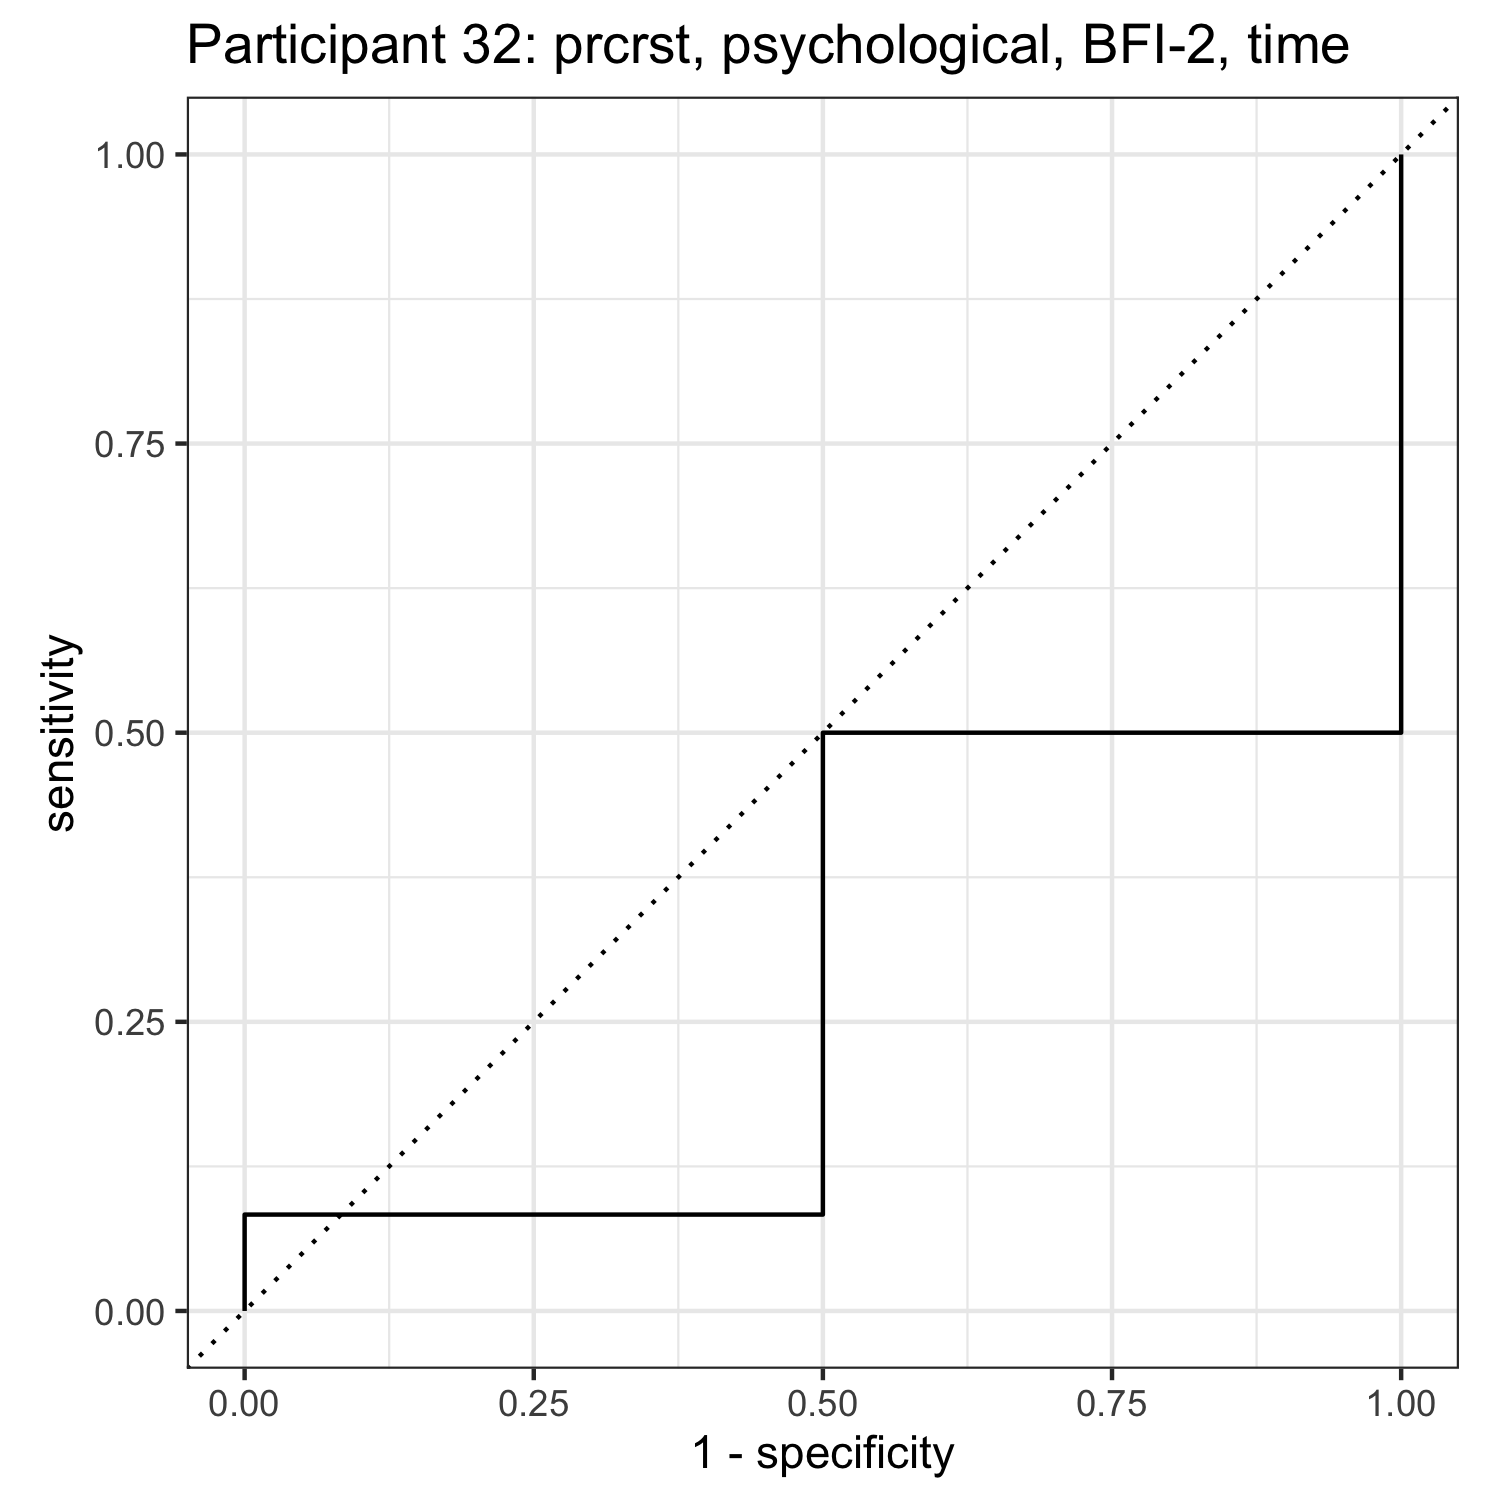 Participant 32: prcrst, psychological, BFI-2, time
1.00
0.75
0.50
0.25
0.00
sensitivity
0.00 0.25 0.50 0.75 1.00
1 - specificity